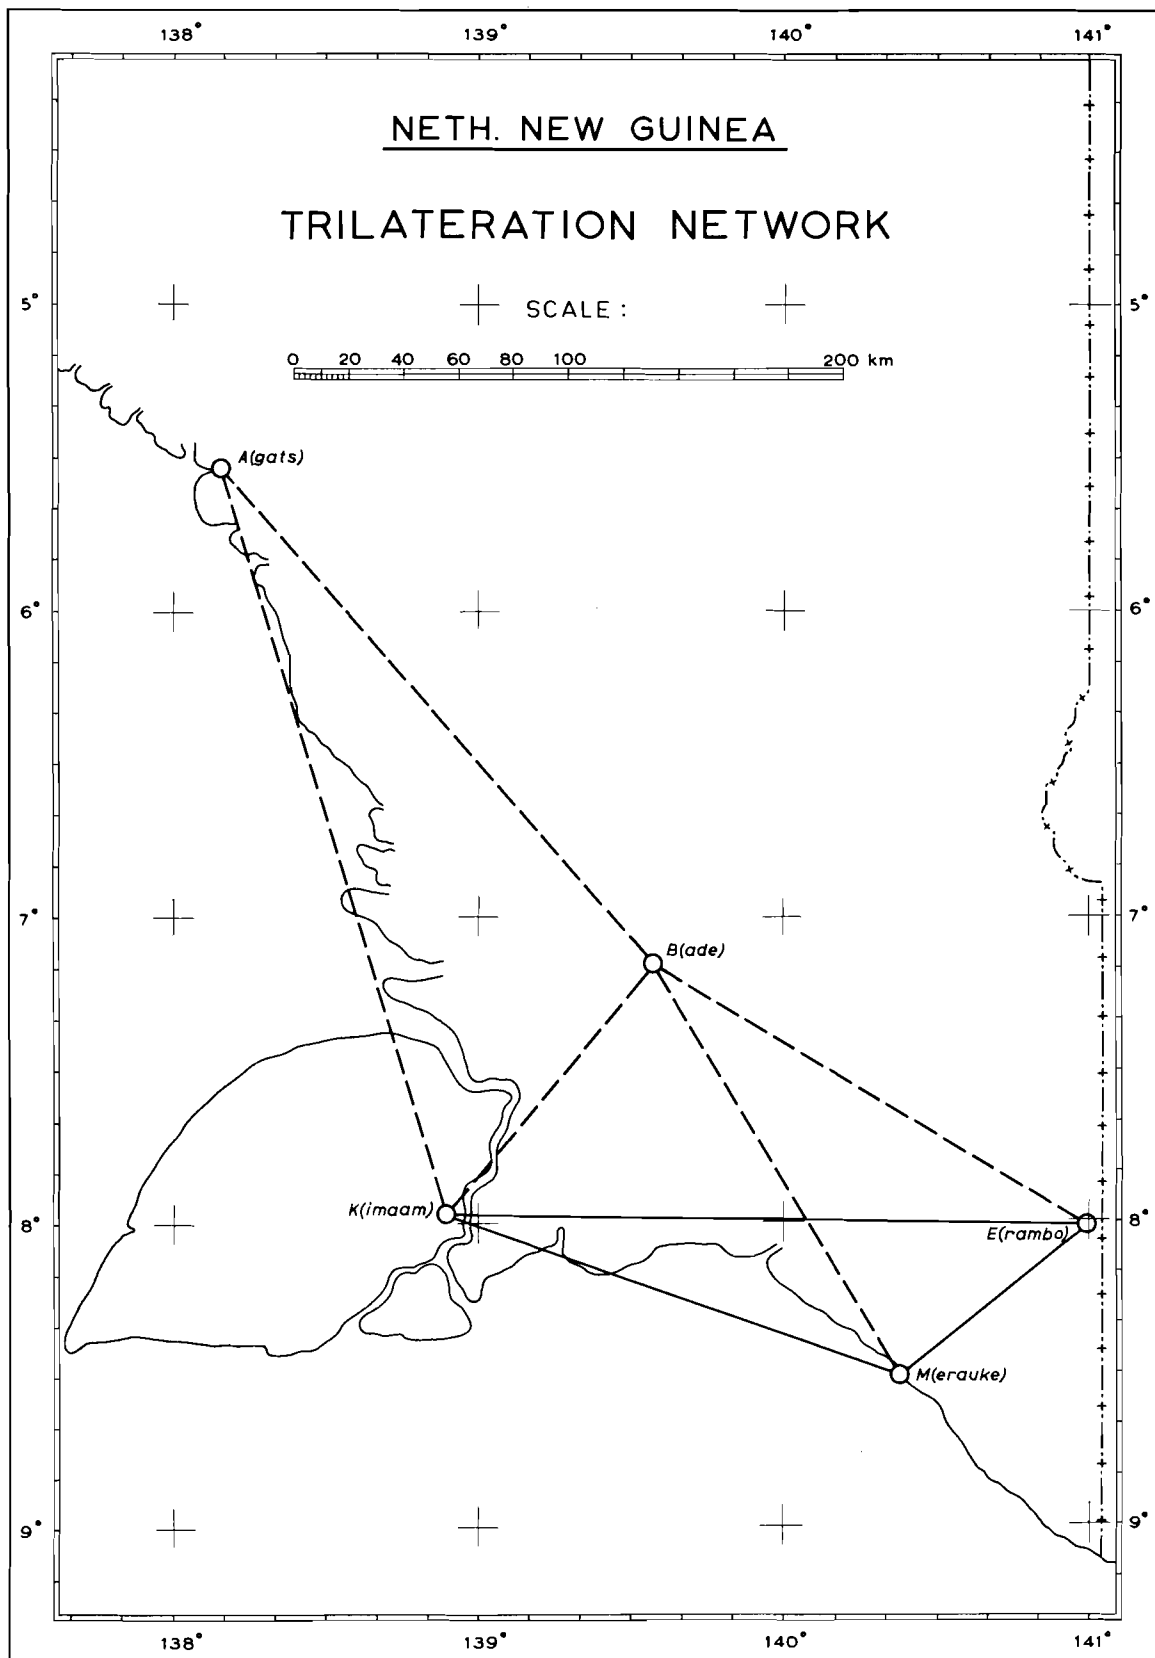 138° 139° 140° 141°
NETH. NEW GUINEA
TRILATERATION NETWORK
5° 5°
SCALE :
0 20 40 60 80 100 200 km
A(gats)
6° 6°
7° 7°
B(ade)
K(imaam)
8° 8°
E(rambo)
M(erauke)
9° 9°
138° 139° 140° 141°